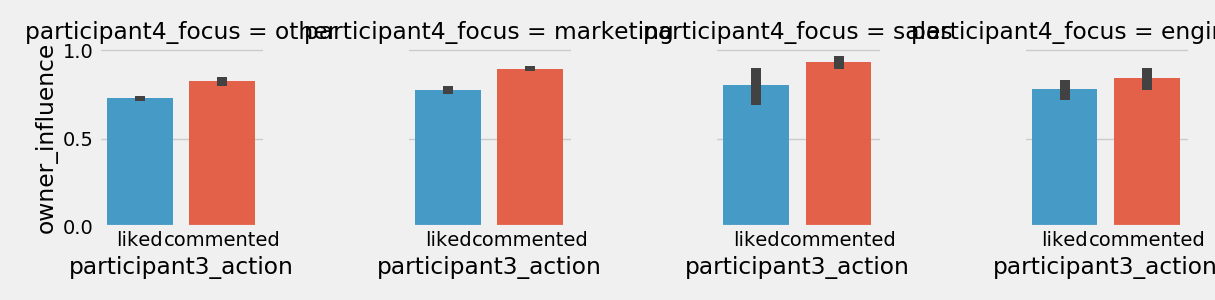 participant4_focus = other participant4_focus = marketing participant4_focus = sales participant4_focus =
owner_influence
1.0
0.5
0.0
liked commented liked commented liked commented liked commented
participant3_action participant3_action participant3_action participant3_action